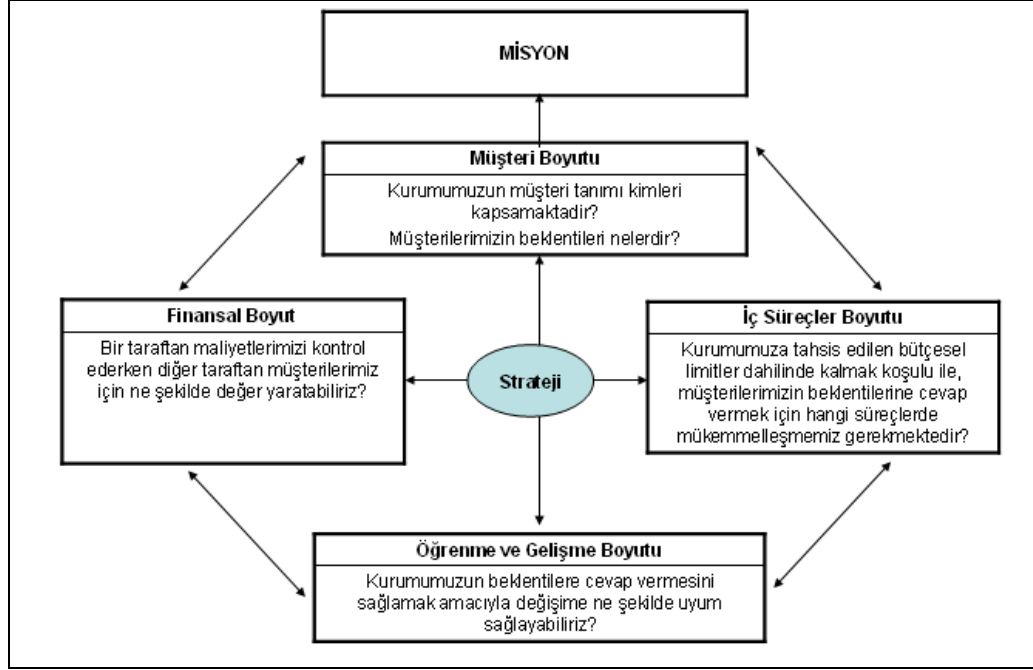 MİSYON
Müşteri Boyutu
Kurumumuzun müşteri tanımı kimleri
kapsamaktadir?
Müşterilerimizin beklentileri nelerdir?
Finansal Boyut
Bir taraftan maliyetlerimizi kontrol
ederken diğer taraftan müşterilerimiz
için ne şekilde değer yaratabiliriz?
Strateji
İç Süreçler Boyutu
Kurumumuza tahsis edilen bütçesel
limitler dahilinde kalmak koşulu ile,
müşterilerimizin beklentilerine cevap
vermek için hangi süreçlerde
mükemmelleşmemiz gerekmektedir?
Öğrenme ve Gelişme Boyutu
Kurumumuzun beklentilere cevap vermesini
sağlamak amacıyla değişime ne şekilde uyum
sağlayabiliriz?